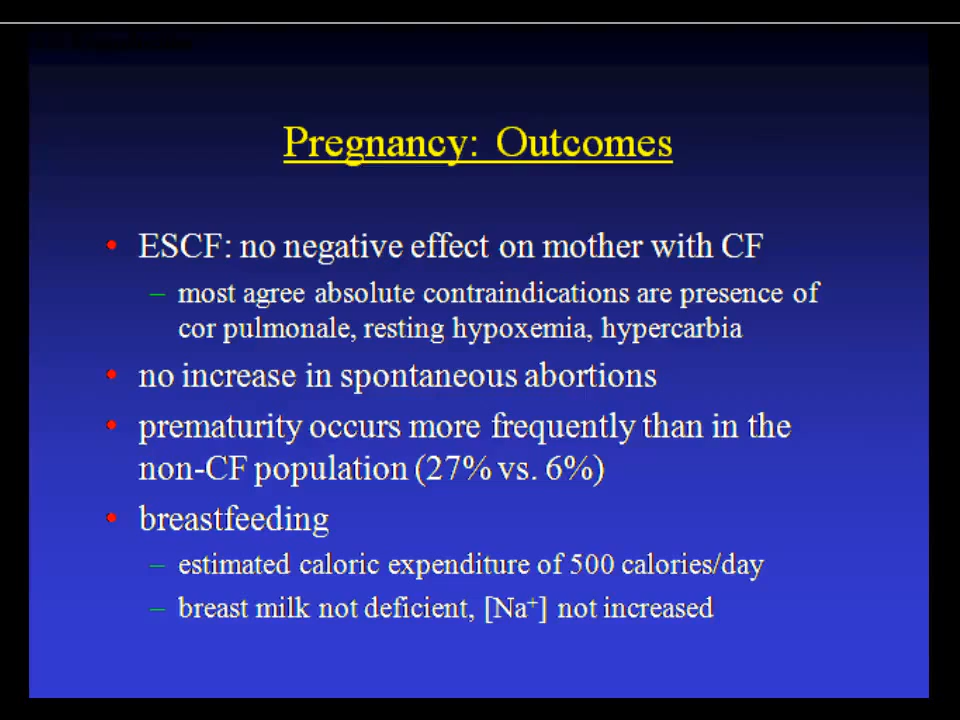 Pregnancy: Outcomes
• ESCF: no negative effect on mother with CF
– most agree absolute contraindications are presence of
cor pulmonale, resting hypoxemia, hypercarbia
• no increase in spontaneous abortions
• prematurity occurs more frequently than in the
non-CF population (27% vs. 6%)
• breastfeeding
– estimated caloric expenditure of 500 calories/day
– breast milk not deficient, [Na⁺] not increased